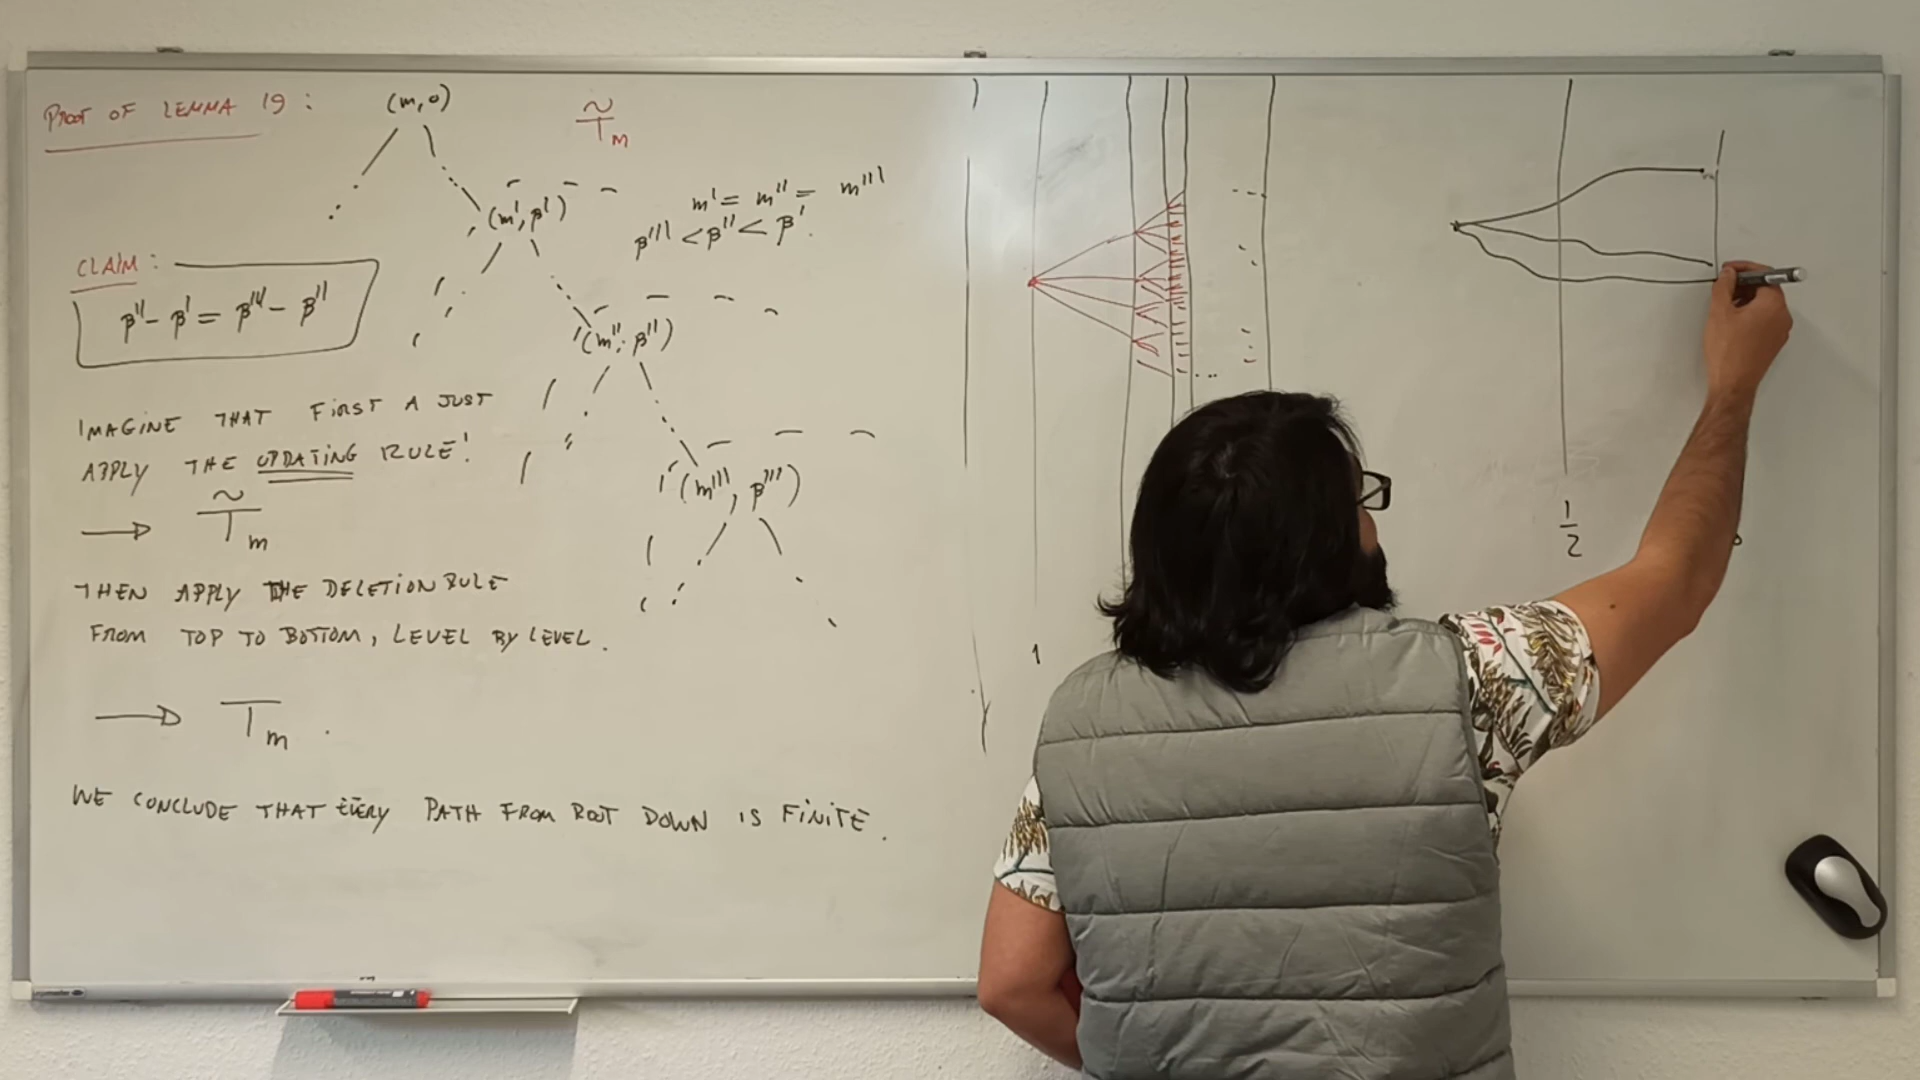 PROOF OF LEMMA 19 :
(m,0)
T̃m
(m',β')
m' = m'' = m'''
β''' < β'' < β'.
CLAIM :
β'' - β' = β''' - β''
(m'', β'')
IMAGINE THAT FIRST A JUST
APPLY THE UPDATING RULE!
(m''', β''')
→ T̃m
THEN APPLY THE DELETION RULE
FROM TOP TO BOTTOM, LEVEL BY LEVEL.
→ Tm .
WE CONCLUDE THAT EVERY PATH FROM ROOT DOWN IS FINITE.
1
1/2